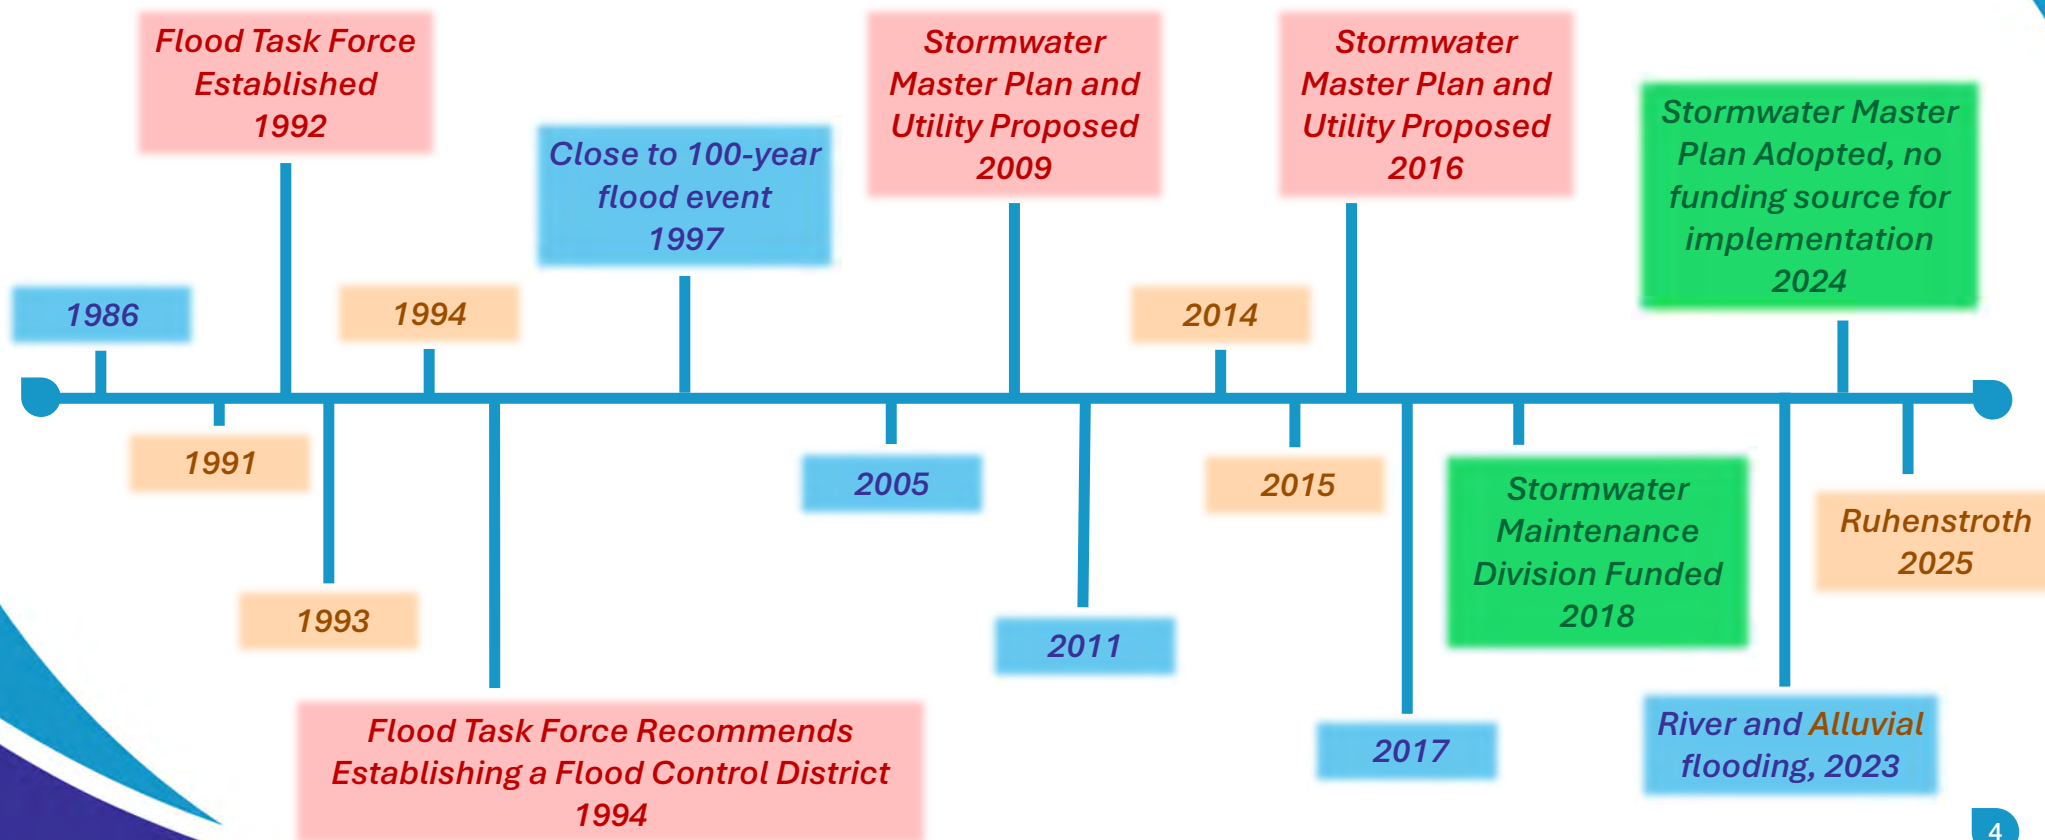 Flood Task Force
Established
1992
Stormwater
Master Plan and
Utility Proposed
2009
Stormwater
Master Plan and
Utility Proposed
2016
Stormwater Master
Plan Adopted, no
funding source for
implementation
2024
Close to 100-year
flood event
1997
1986
1994
2014
1991
2005
2015
Stormwater
Maintenance
Division Funded
2018
Ruhenstroth
2025
1993
2011
Flood Task Force Recommends
Establishing a Flood Control District
1994
2017
River and Alluvial
flooding, 2023
4